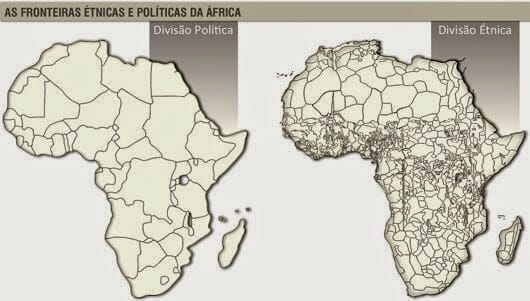 AS FRONTEIRAS ÉTNICAS E POLÍTICAS DA ÁFRICA
Divisão Política
Divisão Étnica